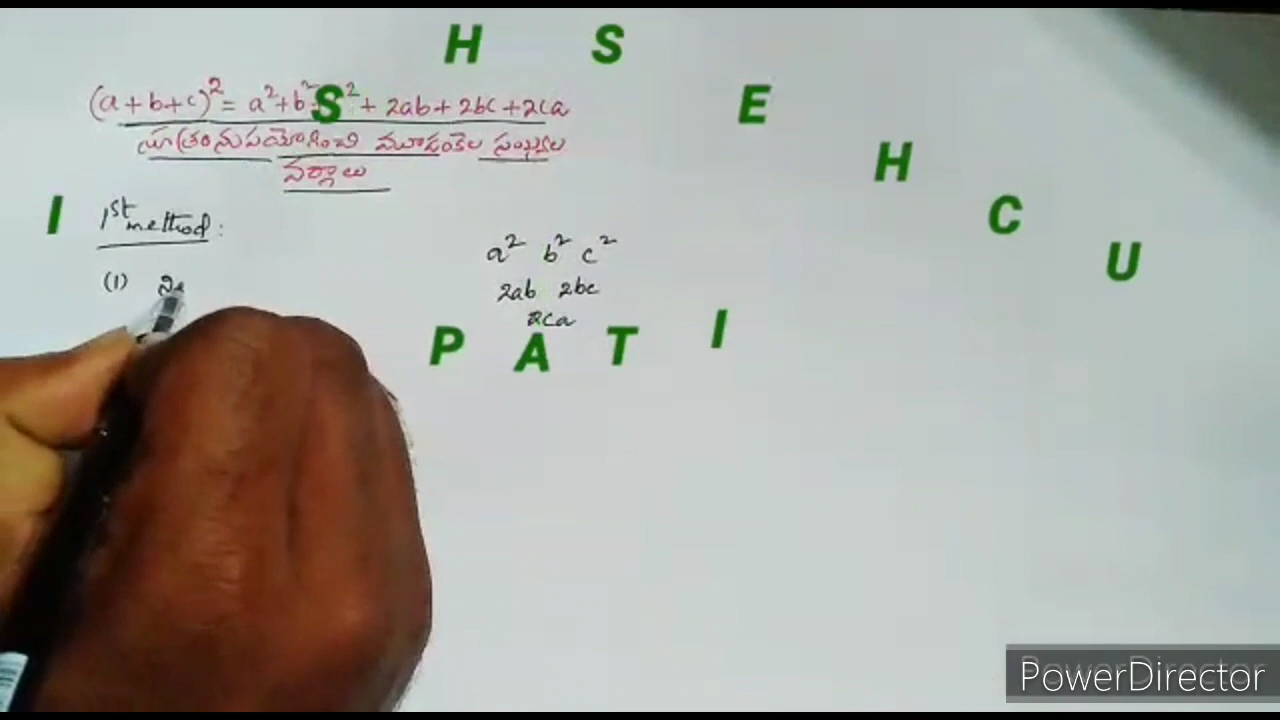 H S
S E
(a+b+c)² = a²+b² ² + 2ab + 2bc + 2ca
H
సూత్రంనుపయోగించి మూడంకెల సంఖ్యల
వర్గాలు
I C
1st method :
U
a² b² c²
(1)
2ab 2bc
2ca
P A T I
PowerDirector